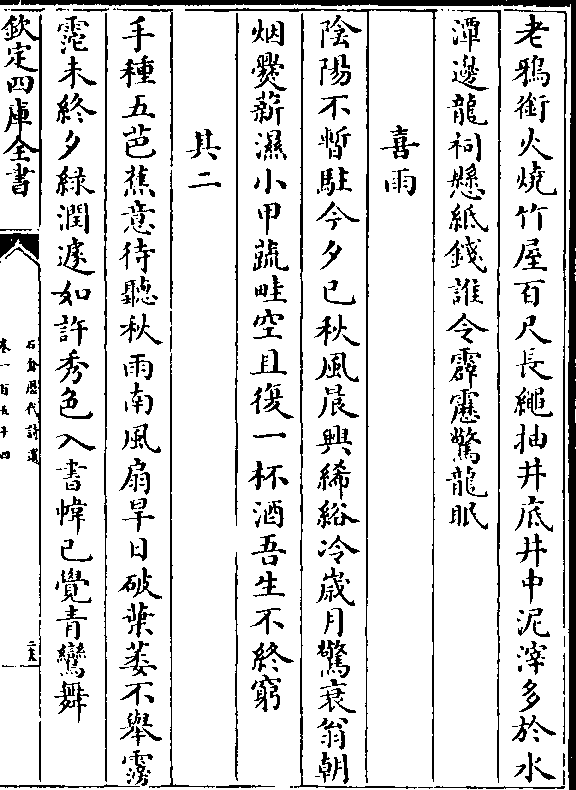 老鴉銜火燒竹屋百尺長繩抽井底井中泥滓多於水
潭邊龍祠懸紙錢誰令霹靂驚龍眠
喜雨
陰陽不暫駐今夕已秋風晨興絺綌冷歲月驚衰翁朝
烟爨薪濕小甲蔬畦空且復一杯酒吾生不終窮
其二
手種五芭蕉意待聽秋雨南風扇旱日破葉萎不舉霶
霓未終夕緑潤遽如許秀色入書幃已覺青鸞舞
欽定四庫全書
石倉歷代詩選
卷一百五十四